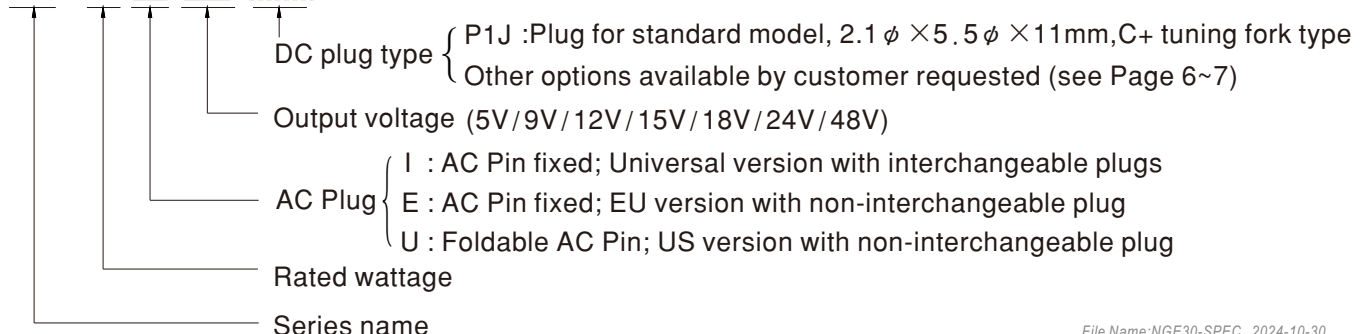 DC plug type
P1J :Plug for standard model, 2.1φ×5.5φ×11mm,C+ tuning fork type
Other options available by customer requested (see Page 6~7)
Output voltage (5V/9V/12V/15V/18V/24V/48V)
AC Plug
I : AC Pin fixed; Universal version with interchangeable plugs
E : AC Pin fixed; EU version with non-interchangeable plug
U : Foldable AC Pin; US version with non-interchangeable plug
Rated wattage
Series name
File Name:NGE30-SPEC 2024-10-30